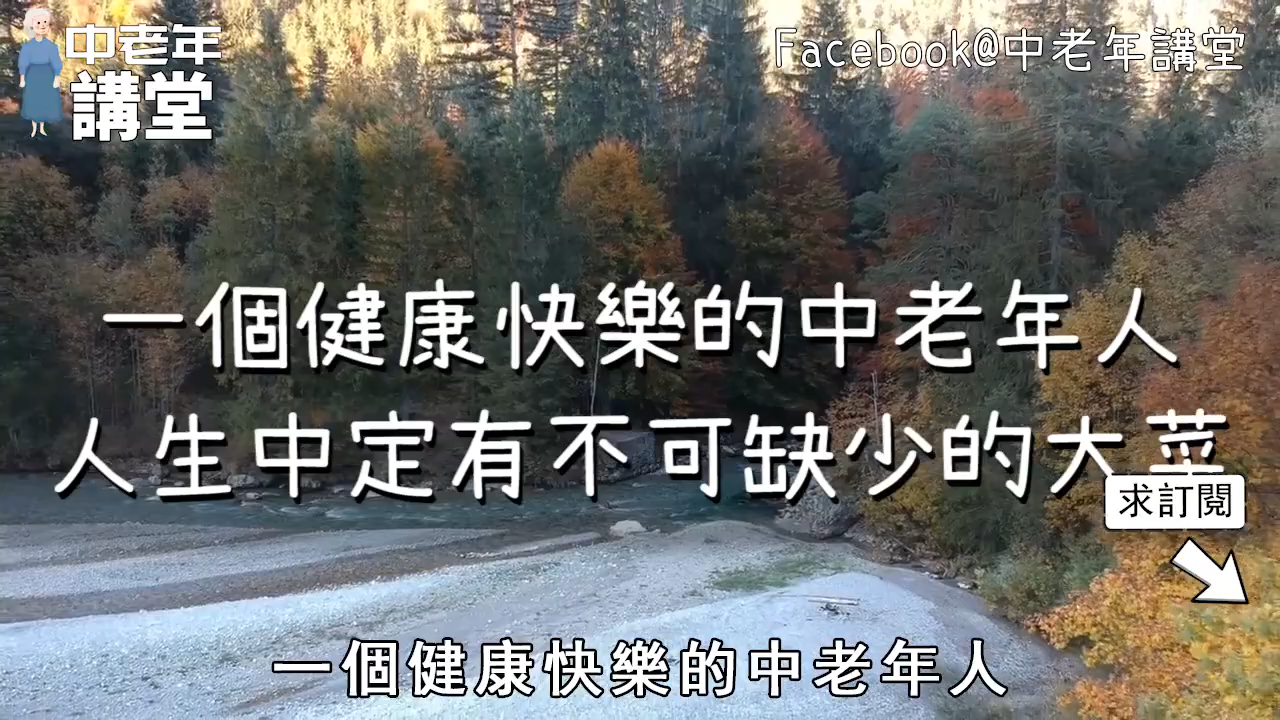 中老年
講堂
Facebook@中老年講堂
一個健康快樂的中老年人
人生中定有不可缺少的大菜
求訂閱
一個健康快樂的中老年人